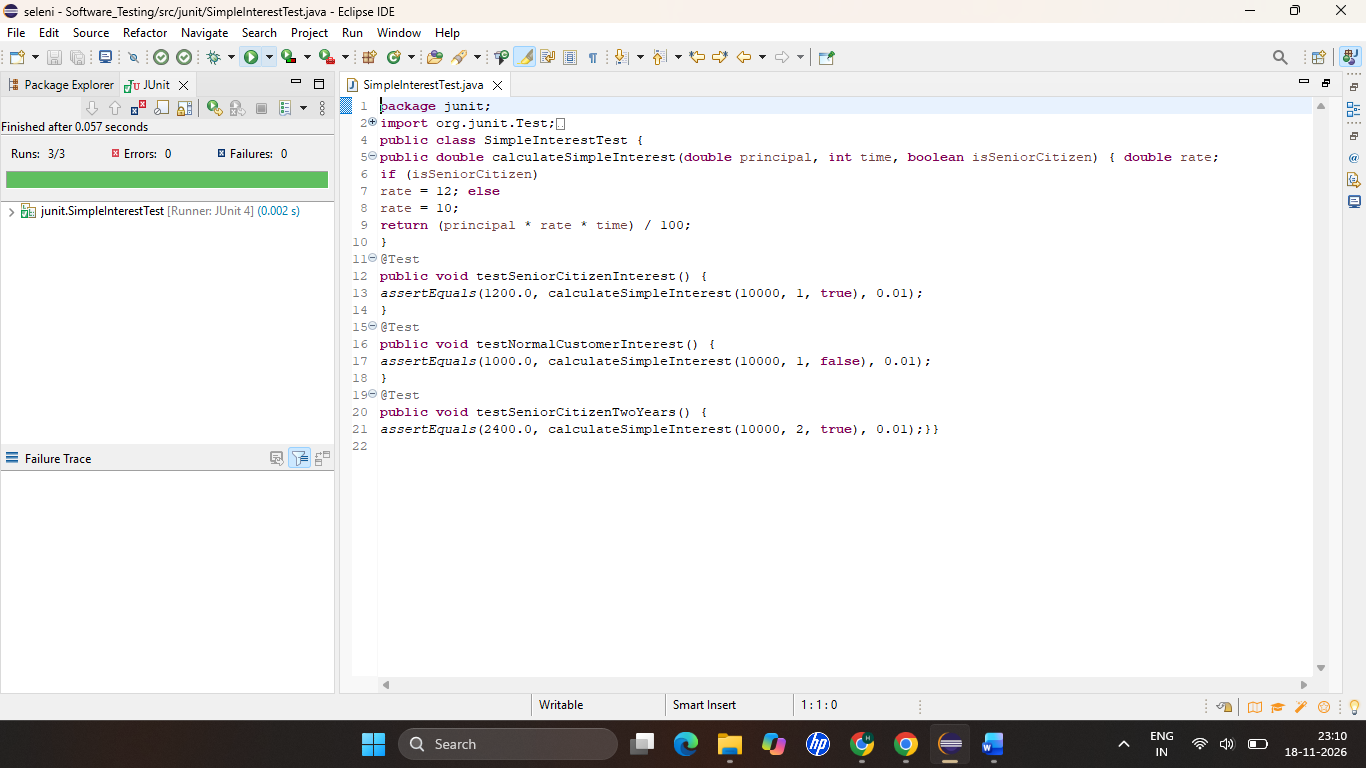 seleni - Software_Testing/src/junit/SimpleInterestTest.java - Eclipse IDE
File Edit Source Refactor Navigate Search Project Run Window Help
Package Explorer JUnit
Finished after 0.057 seconds
Runs: 3/3 Errors: 0 Failures: 0
junit.SimpleInterestTest [Runner: JUnit 4] (0.002 s)
Failure Trace
SimpleInterestTest.java
1 package junit;
2 import org.junit.Test;
4 public class SimpleInterestTest {
5 public double calculateSimpleInterest(double principal, int time, boolean isSeniorCitizen) { double rate;
6 if (isSeniorCitizen)
7 rate = 12; else
8 rate = 10;
9 return (principal * rate * time) / 100;
10 }
11 @Test
12 public void testSeniorCitizenInterest() {
13 assertEquals(1200.0, calculateSimpleInterest(10000, 1, true), 0.01);
14 }
15 @Test
16 public void testNormalCustomerInterest() {
17 assertEquals(1000.0, calculateSimpleInterest(10000, 1, false), 0.01);
18 }
19 @Test
20 public void testSeniorCitizenTwoYears() {
21 assertEquals(2400.0, calculateSimpleInterest(10000, 2, true), 0.01);}}
22
Writable Smart Insert 1 : 1 : 0
Search
ENG
IN
23:10
18-11-2026